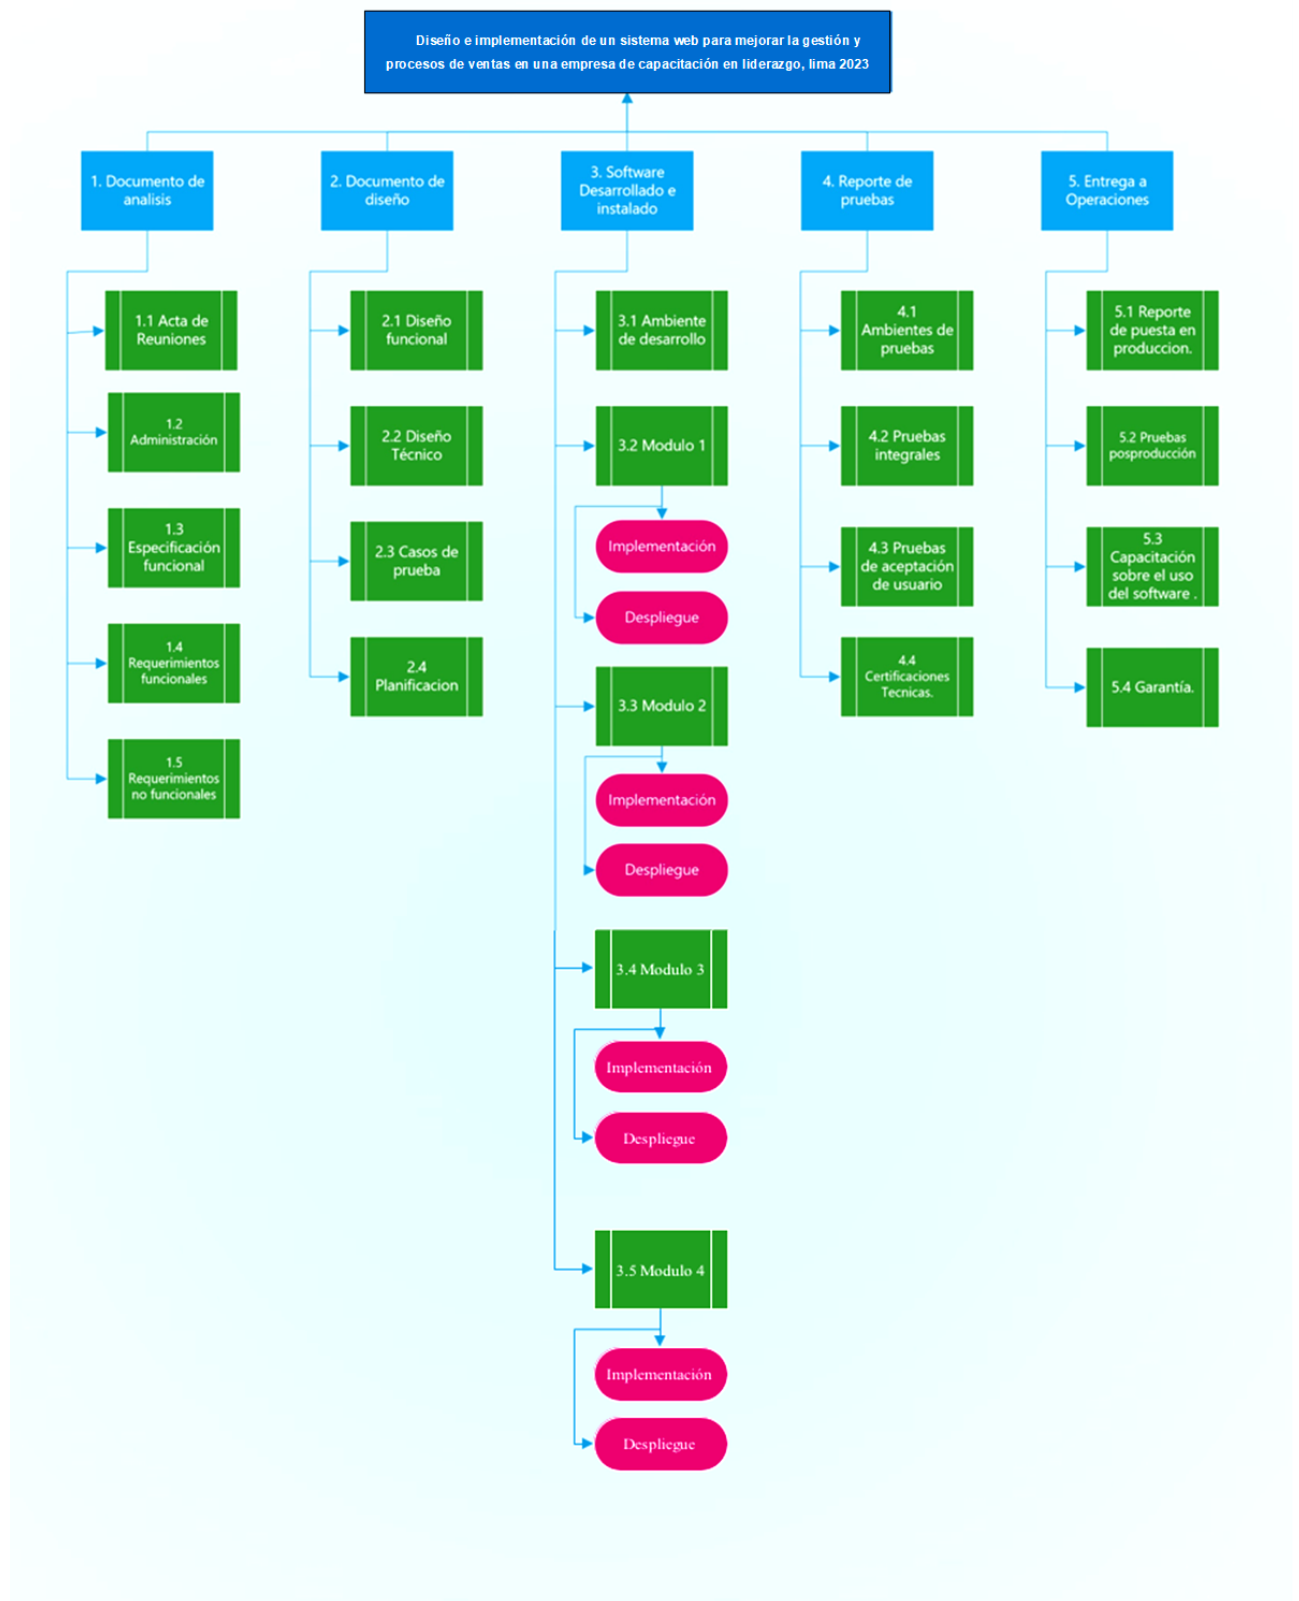 Diseño e implementación de un sistema web para mejorar la gestión y
procesos de ventas en una empresa de capacitación en liderazgo, lima 2023
1. Documento de
analisis
1.1 Acta de
Reuniones
1.2
Administración
1.3
Especificación
funcional
1.4
Requerimientos
funcionales
1.5
Requerimientos
no funcionales
2. Documento de
diseño
2.1 Diseño
funcional
2.2 Diseño
Técnico
2.3 Casos de
prueba
2.4
Planificacion
3. Software
Desarrollado e
instalado
3.1 Ambiente
de desarrollo
3.2 Modulo 1
Implementación
Despliegue
3.3 Modulo 2
Implementación
Despliegue
3.4 Modulo 3
Implementación
Despliegue
3.5 Modulo 4
Implementación
Despliegue
4. Reporte de
pruebas
4.1
Ambientes de
pruebas
4.2 Pruebas
integrales
4.3 Pruebas
de aceptación
de usuario
4.4
Certificaciones
Tecnicas.
5. Entrega a
Operaciones
5.1 Reporte
de puesta en
produccion.
5.2 Pruebas
posproducción
5.3
Capacitación
sobre el uso
del software .
5.4 Garantía.